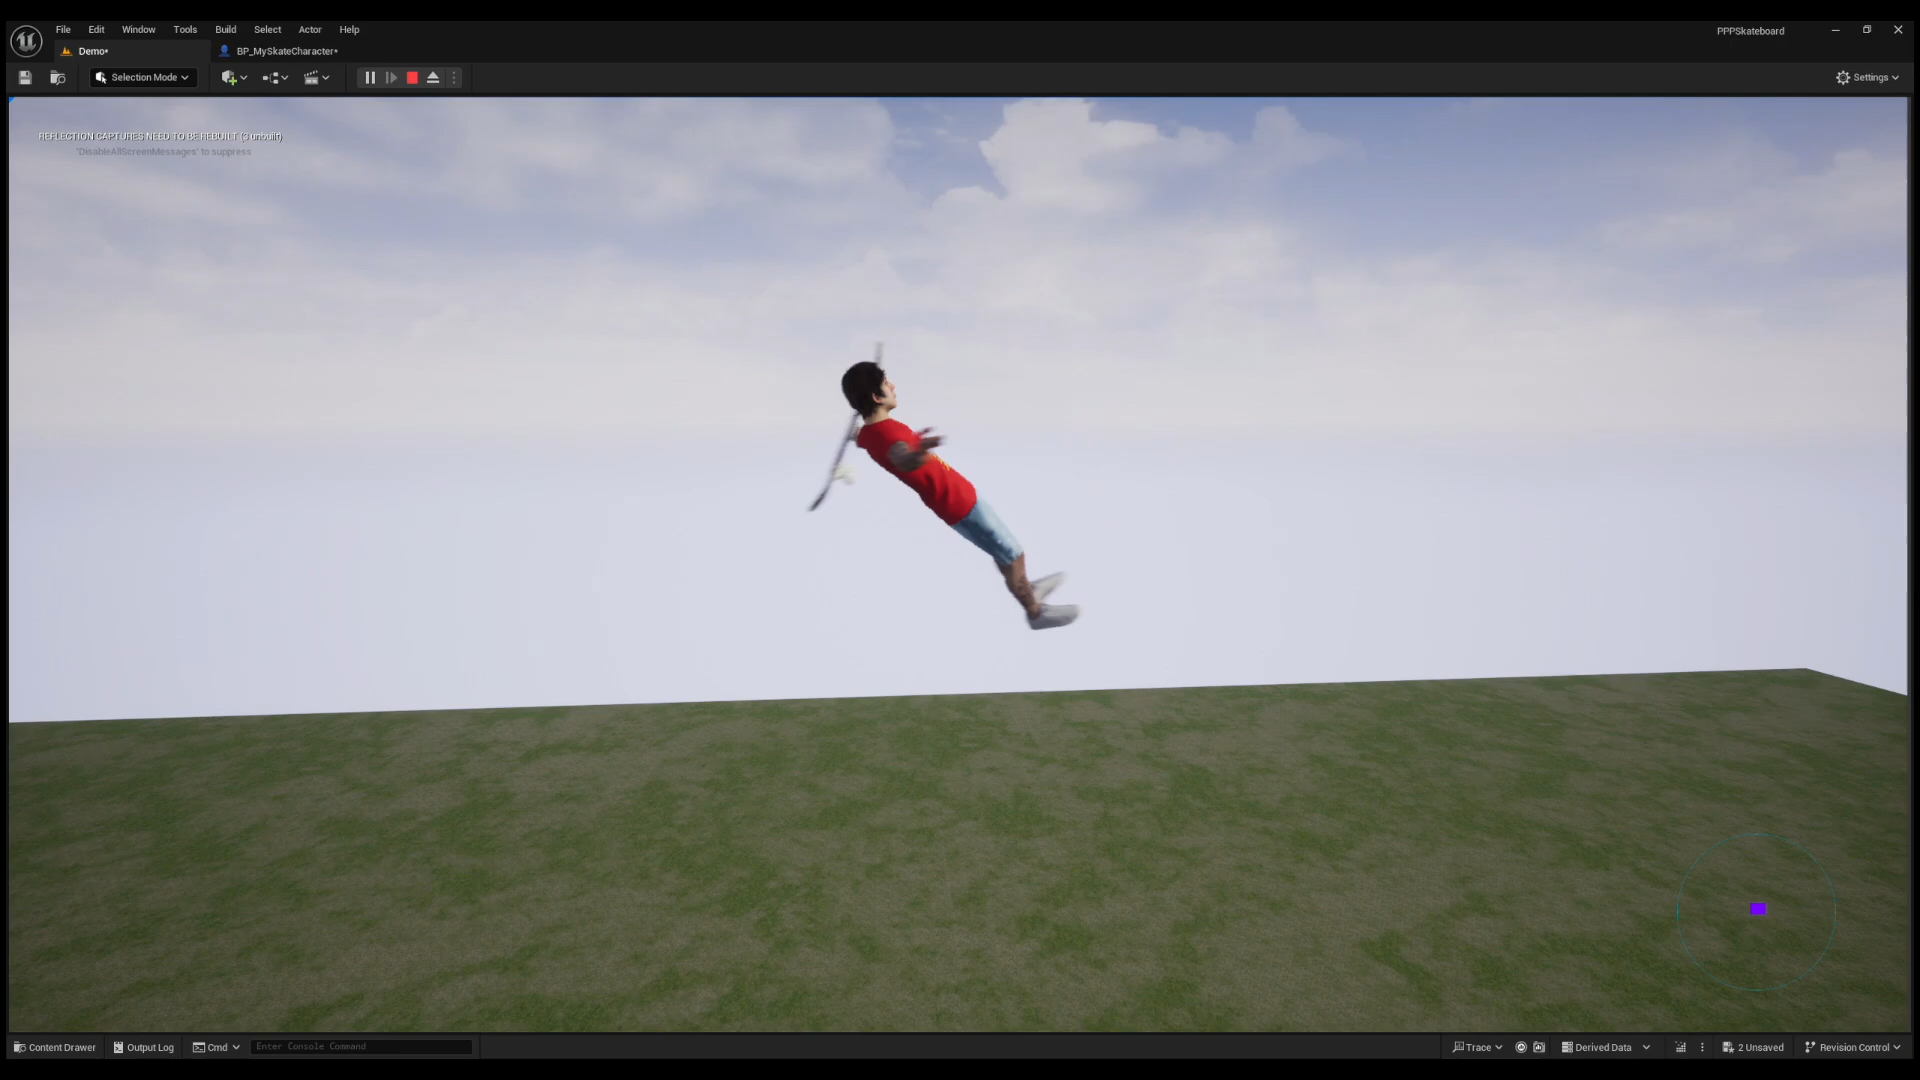 File Edit Window Tools Build Select Actor Help
PPPSkateboard
Demo*
BP_MySkateCharacter*
Selection Mode
Settings
REFLECTION CAPTURES NEED TO BE REBUILT (3 unbuilt)
'DisableAllScreenMessages' to suppress
Content Drawer
Output Log
Cmd
Enter Console Command
Trace
Derived Data
2 Unsaved
Revision Control